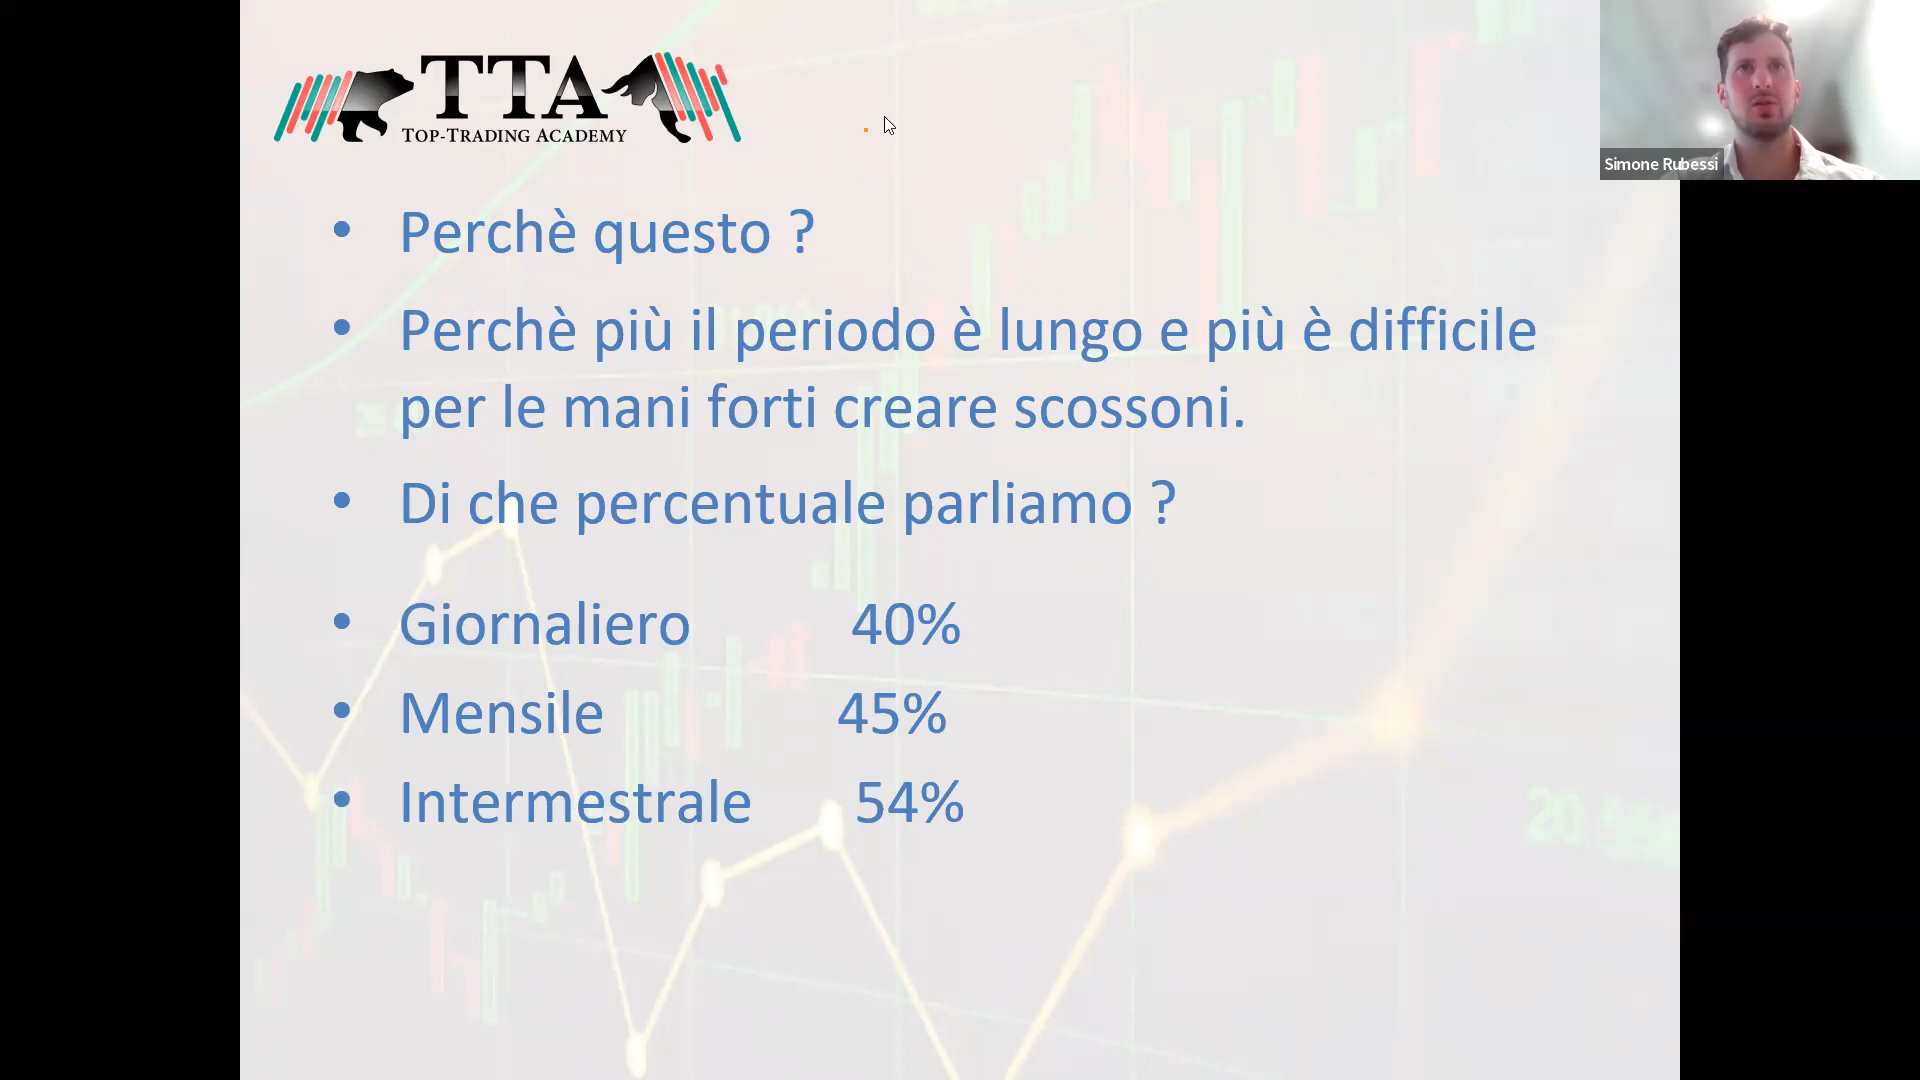 TTA
TOP-TRADING ACADEMY
Simone Rubessi
• Perchè questo ?
• Perchè più il periodo è lungo e più è difficile
per le mani forti creare scossoni.
• Di che percentuale parliamo ?
• Giornaliero 40%
• Mensile 45%
• Intermestrale 54%